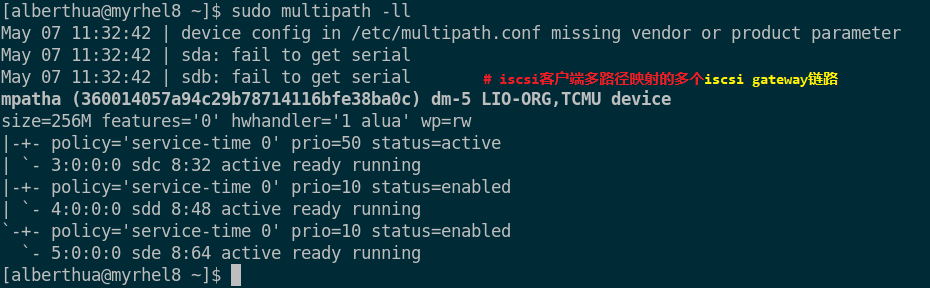 [alberthua@myrhel8 ~]$ sudo multipath -ll
May 07 11:32:42 | device config in /etc/multipath.conf missing vendor or product parameter
May 07 11:32:42 | sda: fail to get serial
May 07 11:32:42 | sdb: fail to get serial # iscsi客户端多路径映射的多个iscsi gateway链路
mpatha (360014057a94c29b78714116bfe38ba0c) dm-5 LIO-ORG,TCMU device
size=256M features='0' hwhandler='1 alua' wp=rw
|-+- policy='service-time 0' prio=50 status=active
| `- 3:0:0:0 sdc 8:32 active ready running
|-+- policy='service-time 0' prio=10 status=enabled
| `- 4:0:0:0 sdd 8:48 active ready running
`-+- policy='service-time 0' prio=10 status=enabled
  `- 5:0:0:0 sde 8:64 active ready running
[alberthua@myrhel8 ~]$